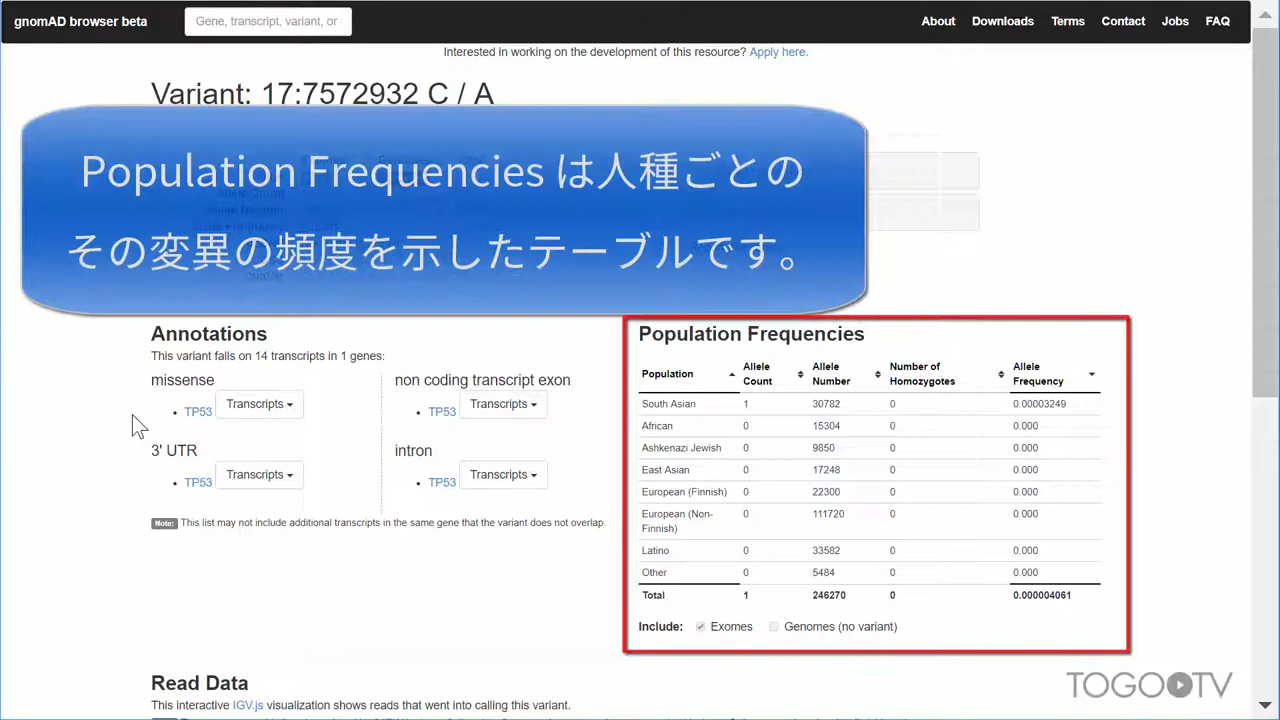 gnomAD browser beta
Gene, transcript, variant, or
About Downloads Terms Contact Jobs FAQ
Interested in working on the development of this resource? Apply here.
Variant: 17:7572932 C / A
Population Frequencies は人種ごとの
その変異の頻度を示したテーブルです。
Annotations
This variant falls on 14 transcripts in 1 genes:
missense
TP53 Transcripts
non coding transcript exon
TP53 Transcripts
3' UTR
TP53 Transcripts
intron
TP53 Transcripts
Note: This list may not include additional transcripts in the same gene that the variant does not overlap.
Population Frequencies
Population Allele Count Allele Number Number of Homozygotes Allele Frequency
South Asian 1 30782 0 0.00003249
African 0 15304 0 0.000
Ashkenazi Jewish 0 9850 0 0.000
East Asian 0 17248 0 0.000
European (Finnish) 0 22300 0 0.000
European (Non-Finnish) 0 111720 0 0.000
Latino 0 33582 0 0.000
Other 0 5484 0 0.000
Total 1 246270 0 0.000004061
Include: Exomes Genomes (no variant)
Read Data
This interactive IGV.js visualization shows reads that went into calling this variant.
TOGO TV